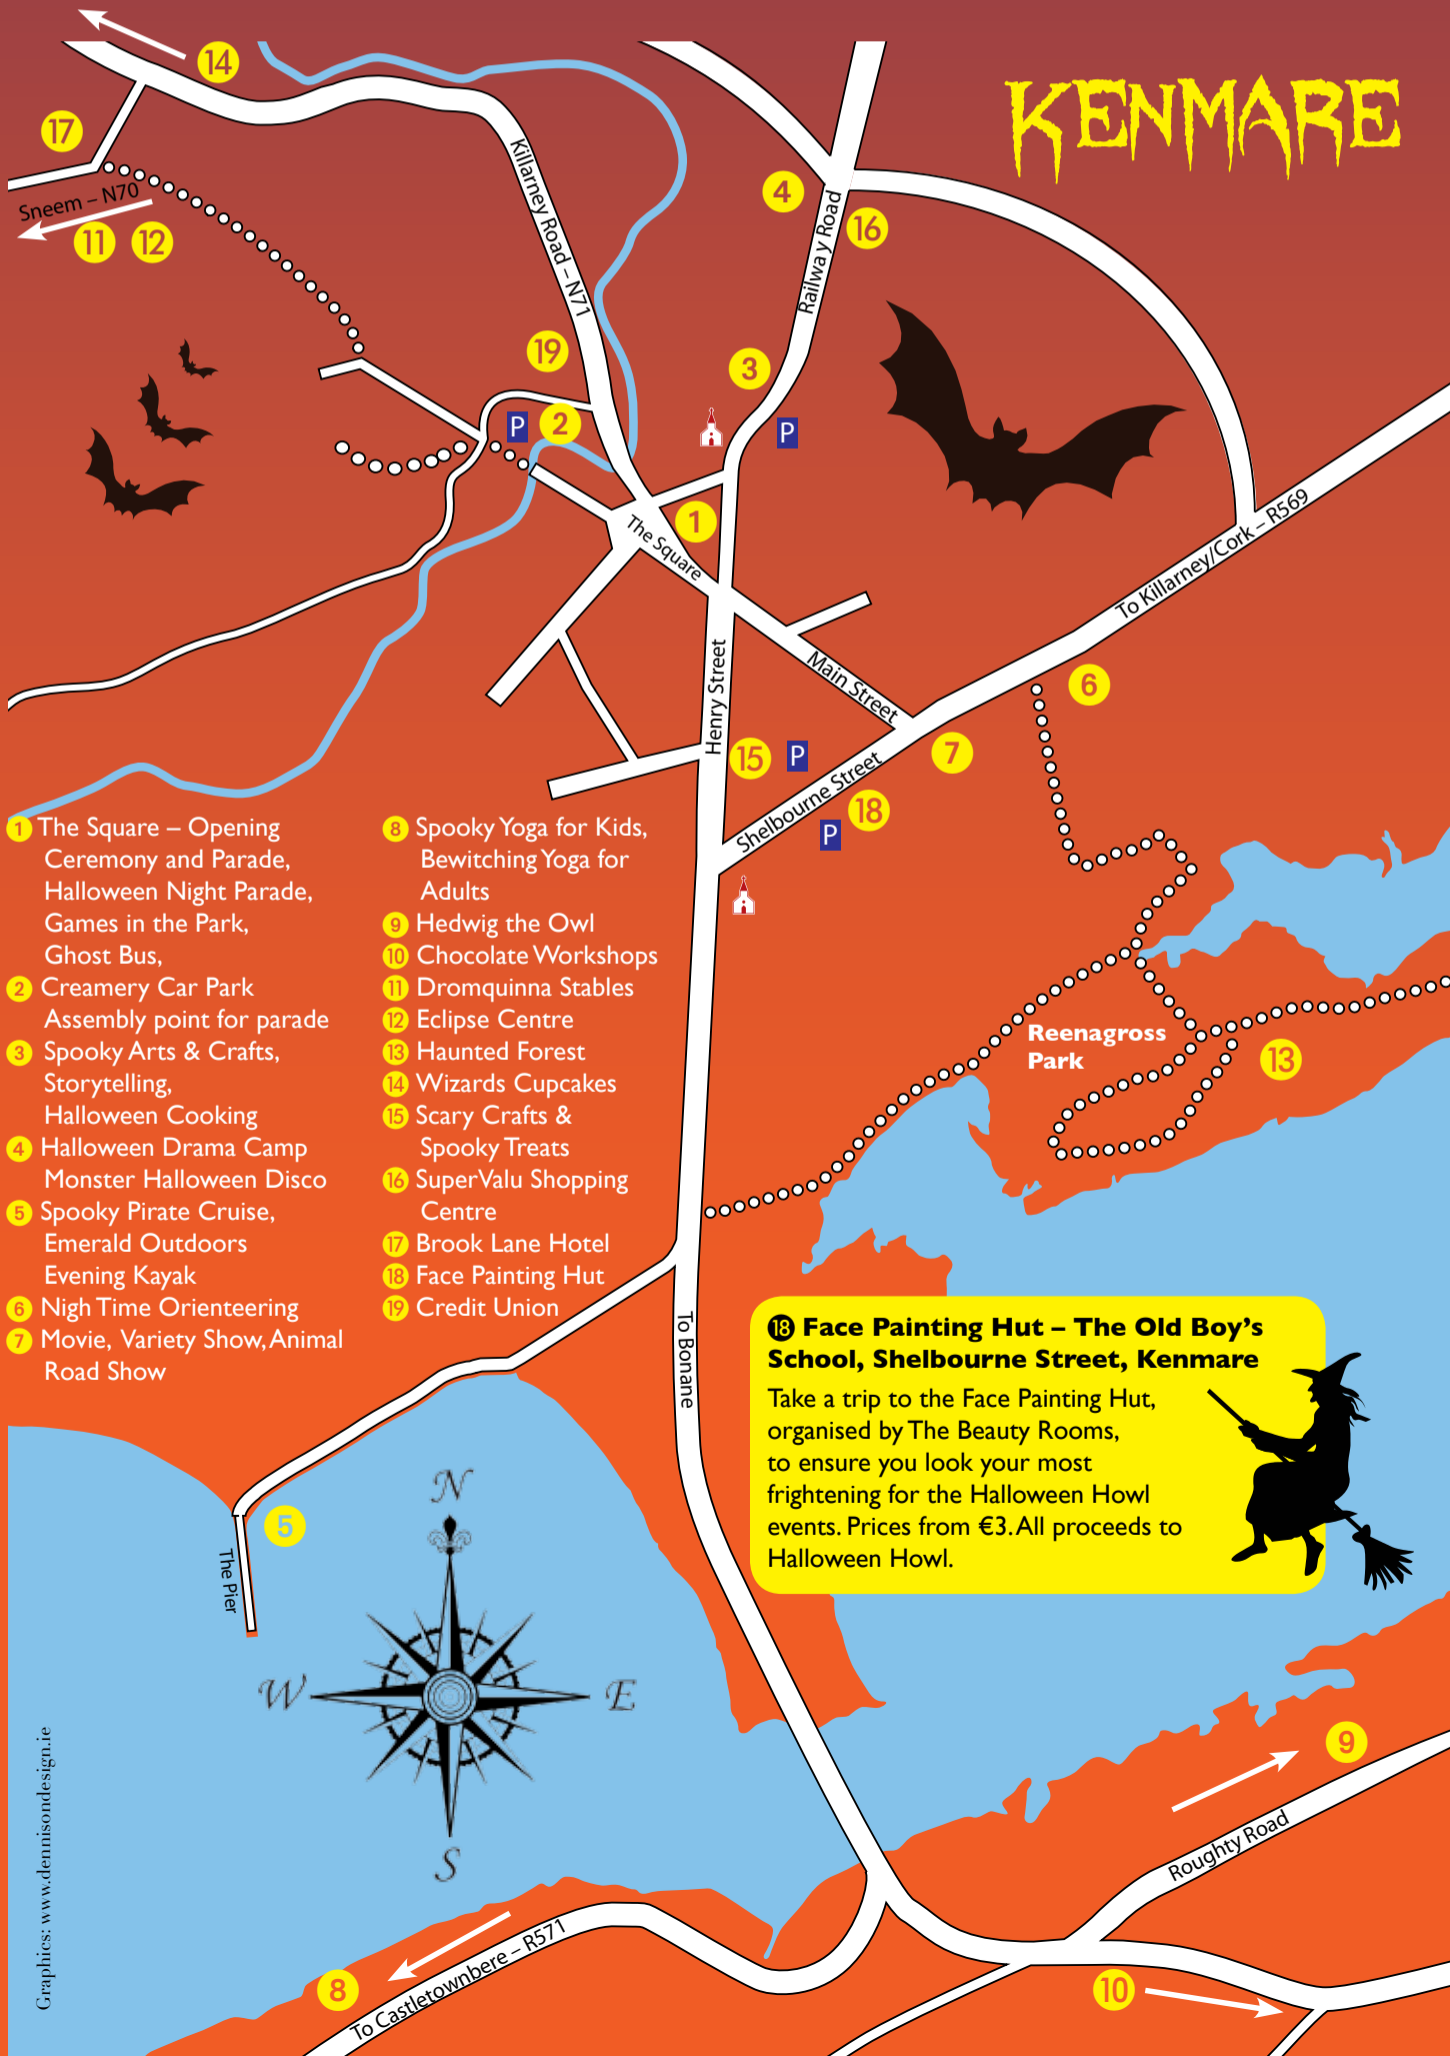 KENMARE
14
17
Sneem – N70
11
12
Killarney Road – N71
4
16
Railway Road
19
3
2
P
P
1
The Square
To Killarney/Cork – R569
Henry Street
Main Street
6
15
P
7
Shelbourne Street
18
P
1 The Square – Opening
Ceremony and Parade,
Halloween Night Parade,
Games in the Park,
Ghost Bus,
2 Creamery Car Park
Assembly point for parade
3 Spooky Arts & Crafts,
Storytelling,
Halloween Cooking
4 Halloween Drama Camp
Monster Halloween Disco
5 Spooky Pirate Cruise,
Emerald Outdoors
Evening Kayak
6 Nigh Time Orienteering
7 Movie, Variety Show, Animal
Road Show
8 Spooky Yoga for Kids,
Bewitching Yoga for
Adults
9 Hedwig the Owl
10 Chocolate Workshops
11 Dromquinna Stables
12 Eclipse Centre
13 Haunted Forest
14 Wizards Cupcakes
15 Scary Crafts &
Spooky Treats
16 SuperValu Shopping
Centre
17 Brook Lane Hotel
18 Face Painting Hut
19 Credit Union
Reenagross
Park
13
To Bonane
18 Face Painting Hut – The Old Boy's
School, Shelbourne Street, Kenmare
Take a trip to the Face Painting Hut,
organised by The Beauty Rooms,
to ensure you look your most
frightening for the Halloween Howl
events. Prices from €3. All proceeds to
Halloween Howl.
5
The Pier
N
W
E
S
9
Roughty Road
To Castletownbere – R571
8
10
Graphics: www.dennisondesign.ie